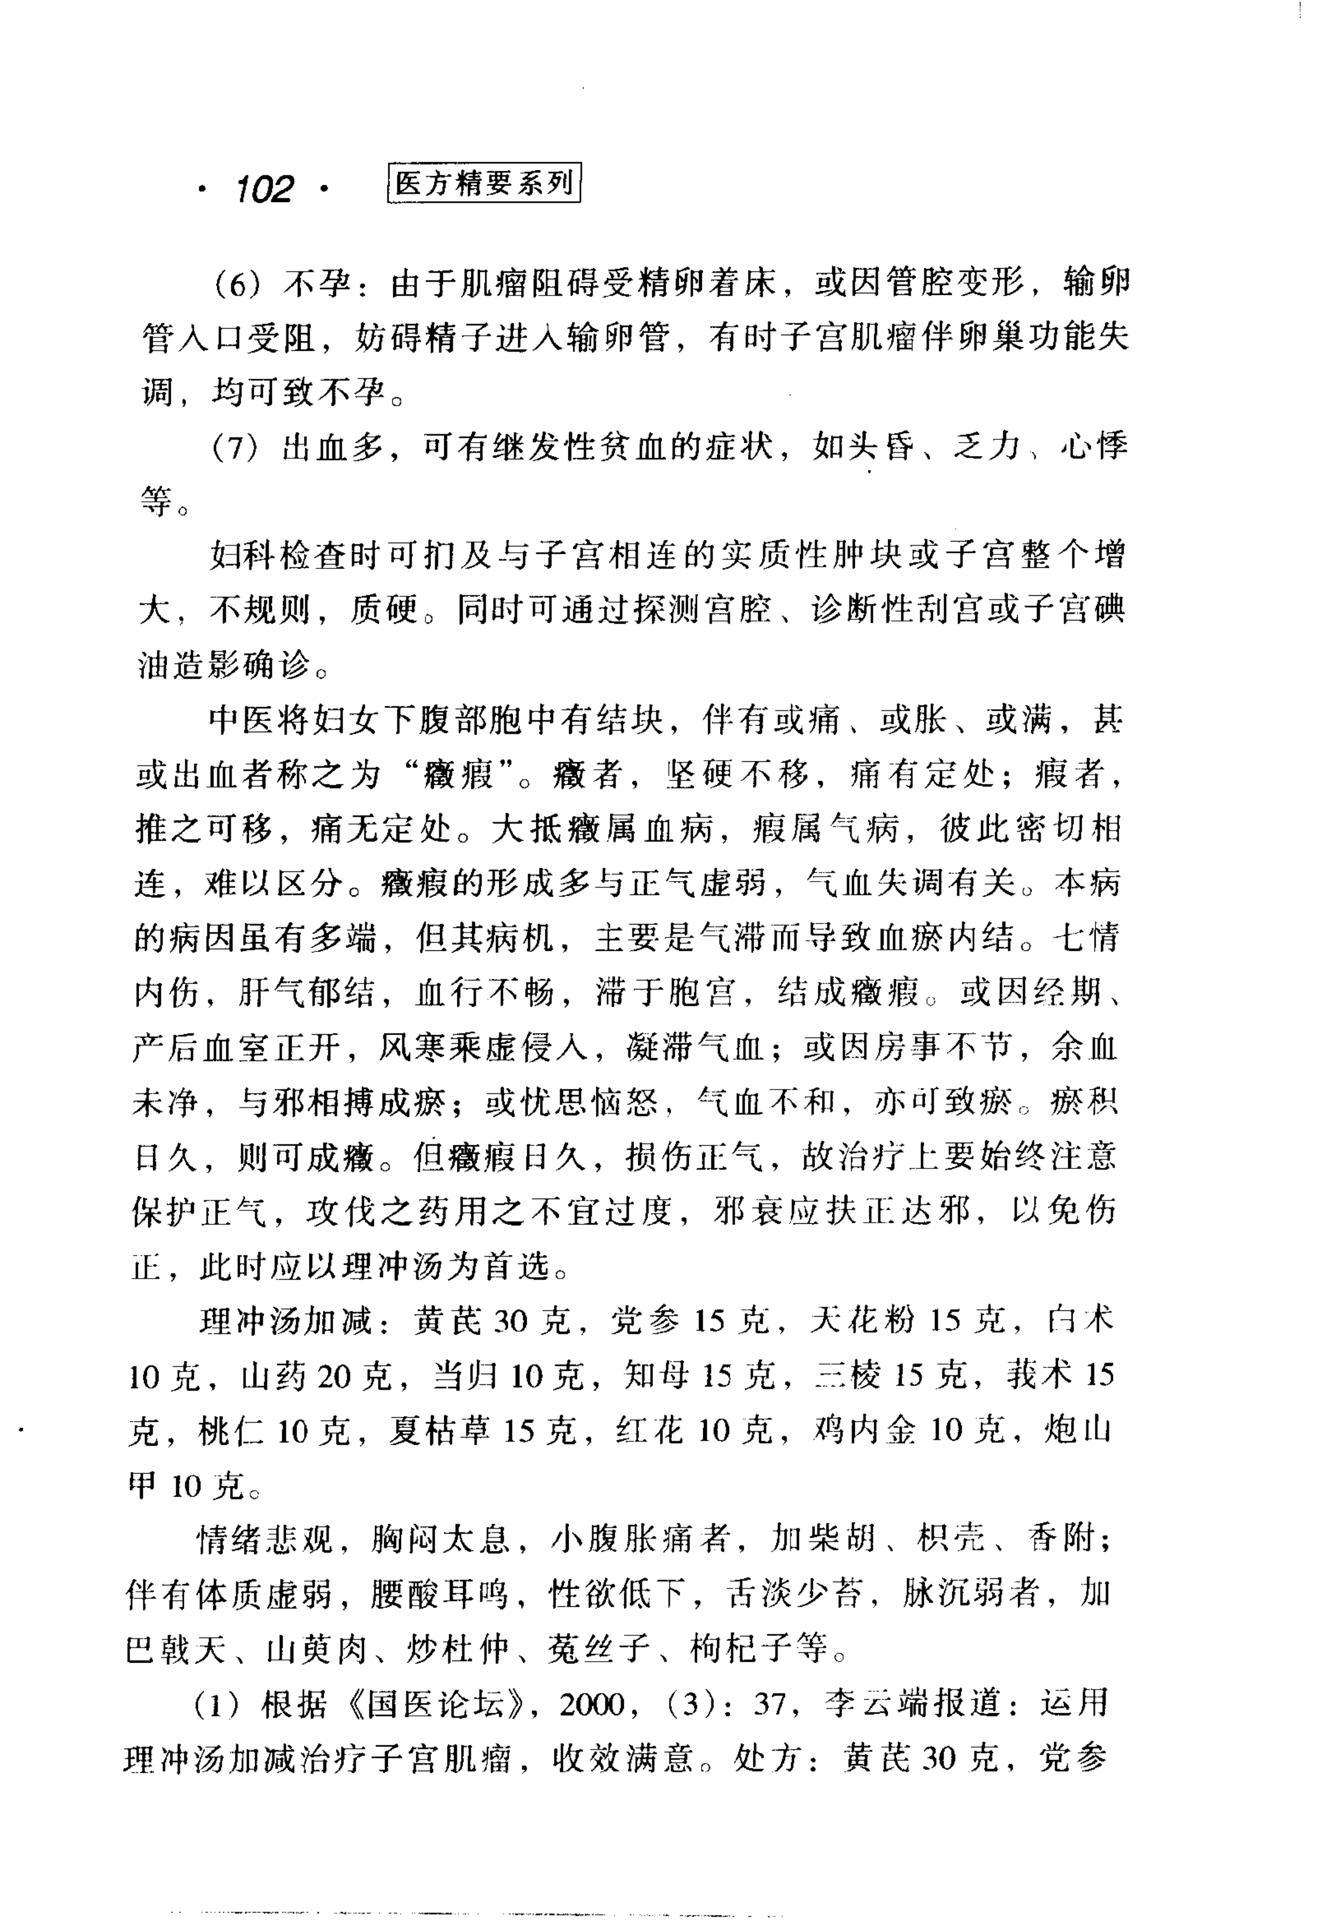 ·102· 医方精要系列
(6) 不孕：由于肌瘤阻碍受精卵着床，或因管腔变形，输卵
管入口受阻，妨碍精子进入输卵管，有时子宫肌瘤伴卵巢功能失
调，均可致不孕。
(7) 出血多，可有继发性贫血的症状，如头昏、乏力、心悸
等。
妇科检查时可扪及与子宫相连的实质性肿块或子宫整个增
大，不规则，质硬。同时可通过探测宫腔、诊断性刮宫或子宫碘
油造影确诊。
中医将妇女下腹部胞中有结块，伴有或痛、或胀、或满，甚
或出血者称之为“癥瘕”。癥者，坚硬不移，痛有定处；瘕者，
推之可移，痛无定处。大抵癥属血病，瘕属气病，彼此密切相
连，难以区分。癥瘕的形成多与正气虚弱，气血失调有关。本病
的病因虽有多端，但其病机，主要是气滞而导致血瘀内结。七情
内伤，肝气郁结，血行不畅，滞于胞宫，结成癥瘕。或因经期、
产后血室正开，风寒乘虚侵入，凝滞气血；或因房事不节，余血
未净，与邪相搏成瘀；或忧思恼怒，气血不和，亦可致瘀。瘀积
日久，则可成癥。但癥瘕日久，损伤正气，故治疗上要始终注意
保护正气，攻伐之药用之不宜过度，邪衰应扶正达邪，以免伤
正，此时应以理冲汤为首选。
理冲汤加减：黄芪 30 克，党参 15 克，天花粉 15 克，白术
10 克，山药 20 克，当归 10 克，知母 15 克，三棱 15 克，莪术 15
克，桃仁 10 克，夏枯草 15 克，红花 10 克，鸡内金 10 克，炮山
甲 10 克。
情绪悲观，胸闷太息，小腹胀痛者，加柴胡、枳壳、香附；
伴有体质虚弱，腰酸耳鸣，性欲低下，舌淡少苔，脉沉弱者，加
巴戟天、山萸肉、炒杜仲、菟丝子、枸杞子等。
(1) 根据《国医论坛》，2000，(3)：37，李云端报道：运用
理冲汤加减治疗子宫肌瘤，收效满意。处方：黄芪 30 克，党参